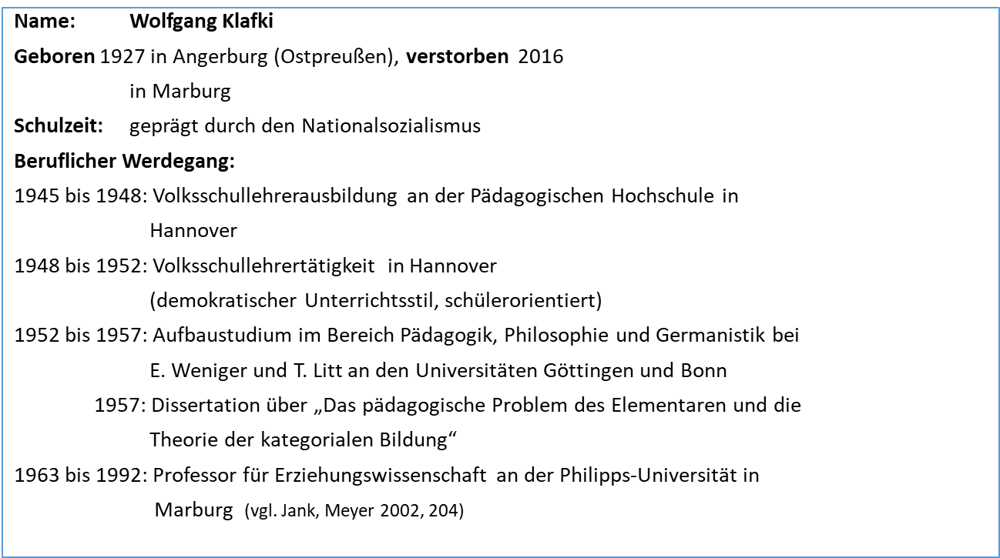 Name: Wolfgang Klafki
Geboren 1927 in Angerburg (Ostpreußen), verstorben 2016
in Marburg
Schulzeit: geprägt durch den Nationalsozialismus
Beruflicher Werdegang:
1945 bis 1948: Volksschullehrerausbildung an der Pädagogischen Hochschule in
Hannover
1948 bis 1952: Volksschullehrertätigkeit in Hannover
(demokratischer Unterrichtsstil, schülerorientiert)
1952 bis 1957: Aufbaustudium im Bereich Pädagogik, Philosophie und Germanistik bei
E. Weniger und T. Litt an den Universitäten Göttingen und Bonn
1957: Dissertation über „Das pädagogische Problem des Elementaren und die
Theorie der kategorialen Bildung“
1963 bis 1992: Professor für Erziehungswissenschaft an der Philipps-Universität in
Marburg (vgl. Jank, Meyer 2002, 204)